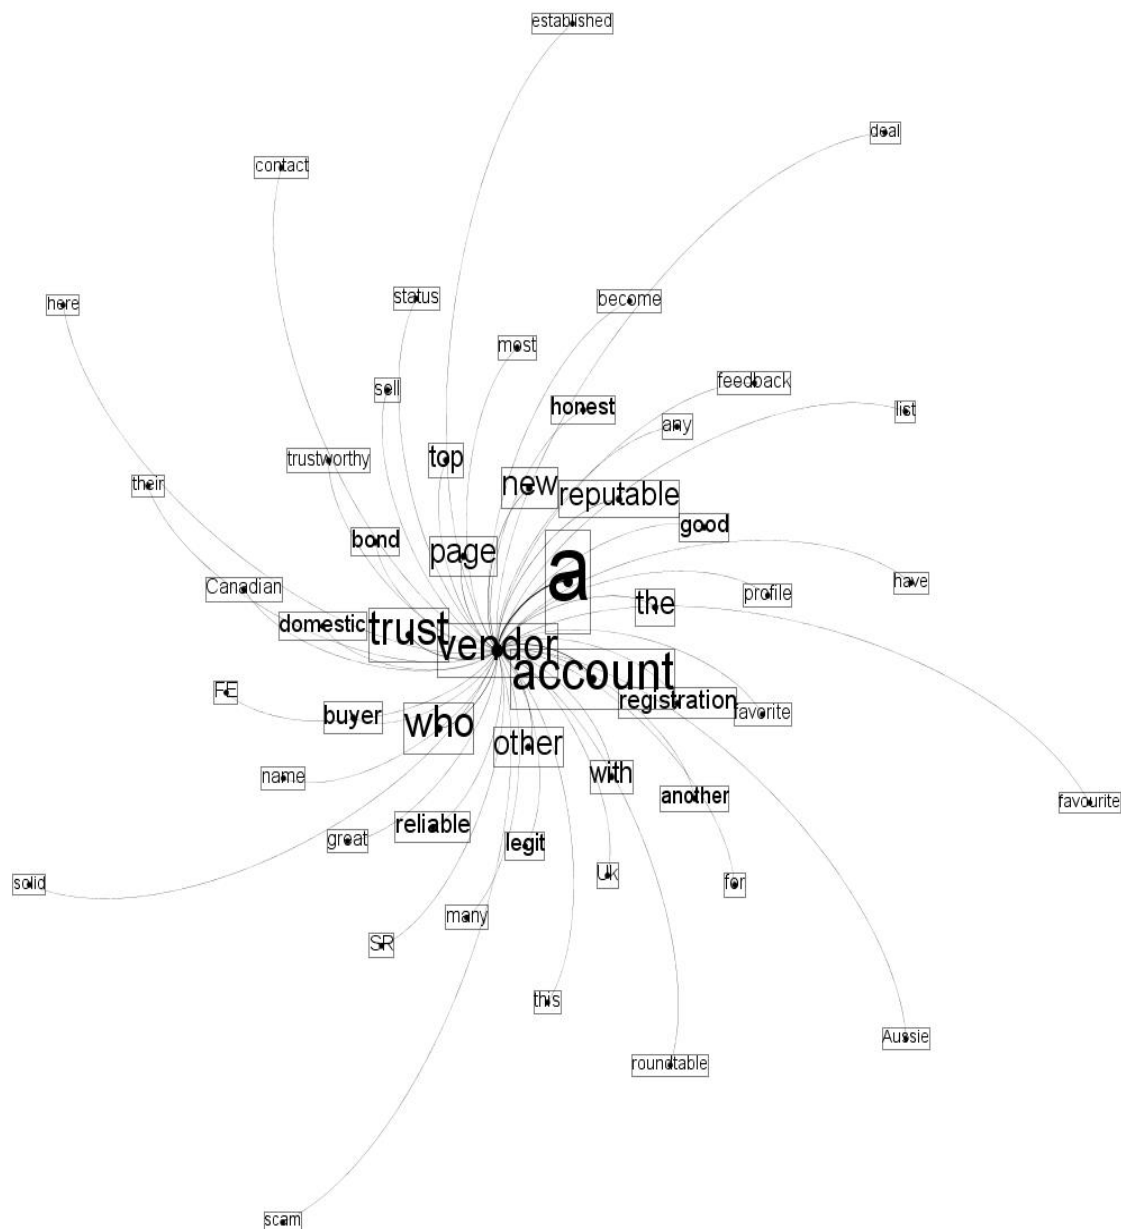 established
deal
contact
here
status
become
most
sell
feedback
honest
list
any
trustworthy
top
their
new
reputable
good
bond
page
a
Canadian
have
profile
the
domestic
trust
vendor
account
FE
registration
buyer
who
favorite
other
name
with
another
favourite
reliable
great
legit
Uk
for
solid
many
SR
this
Aussie
roundtable
scam